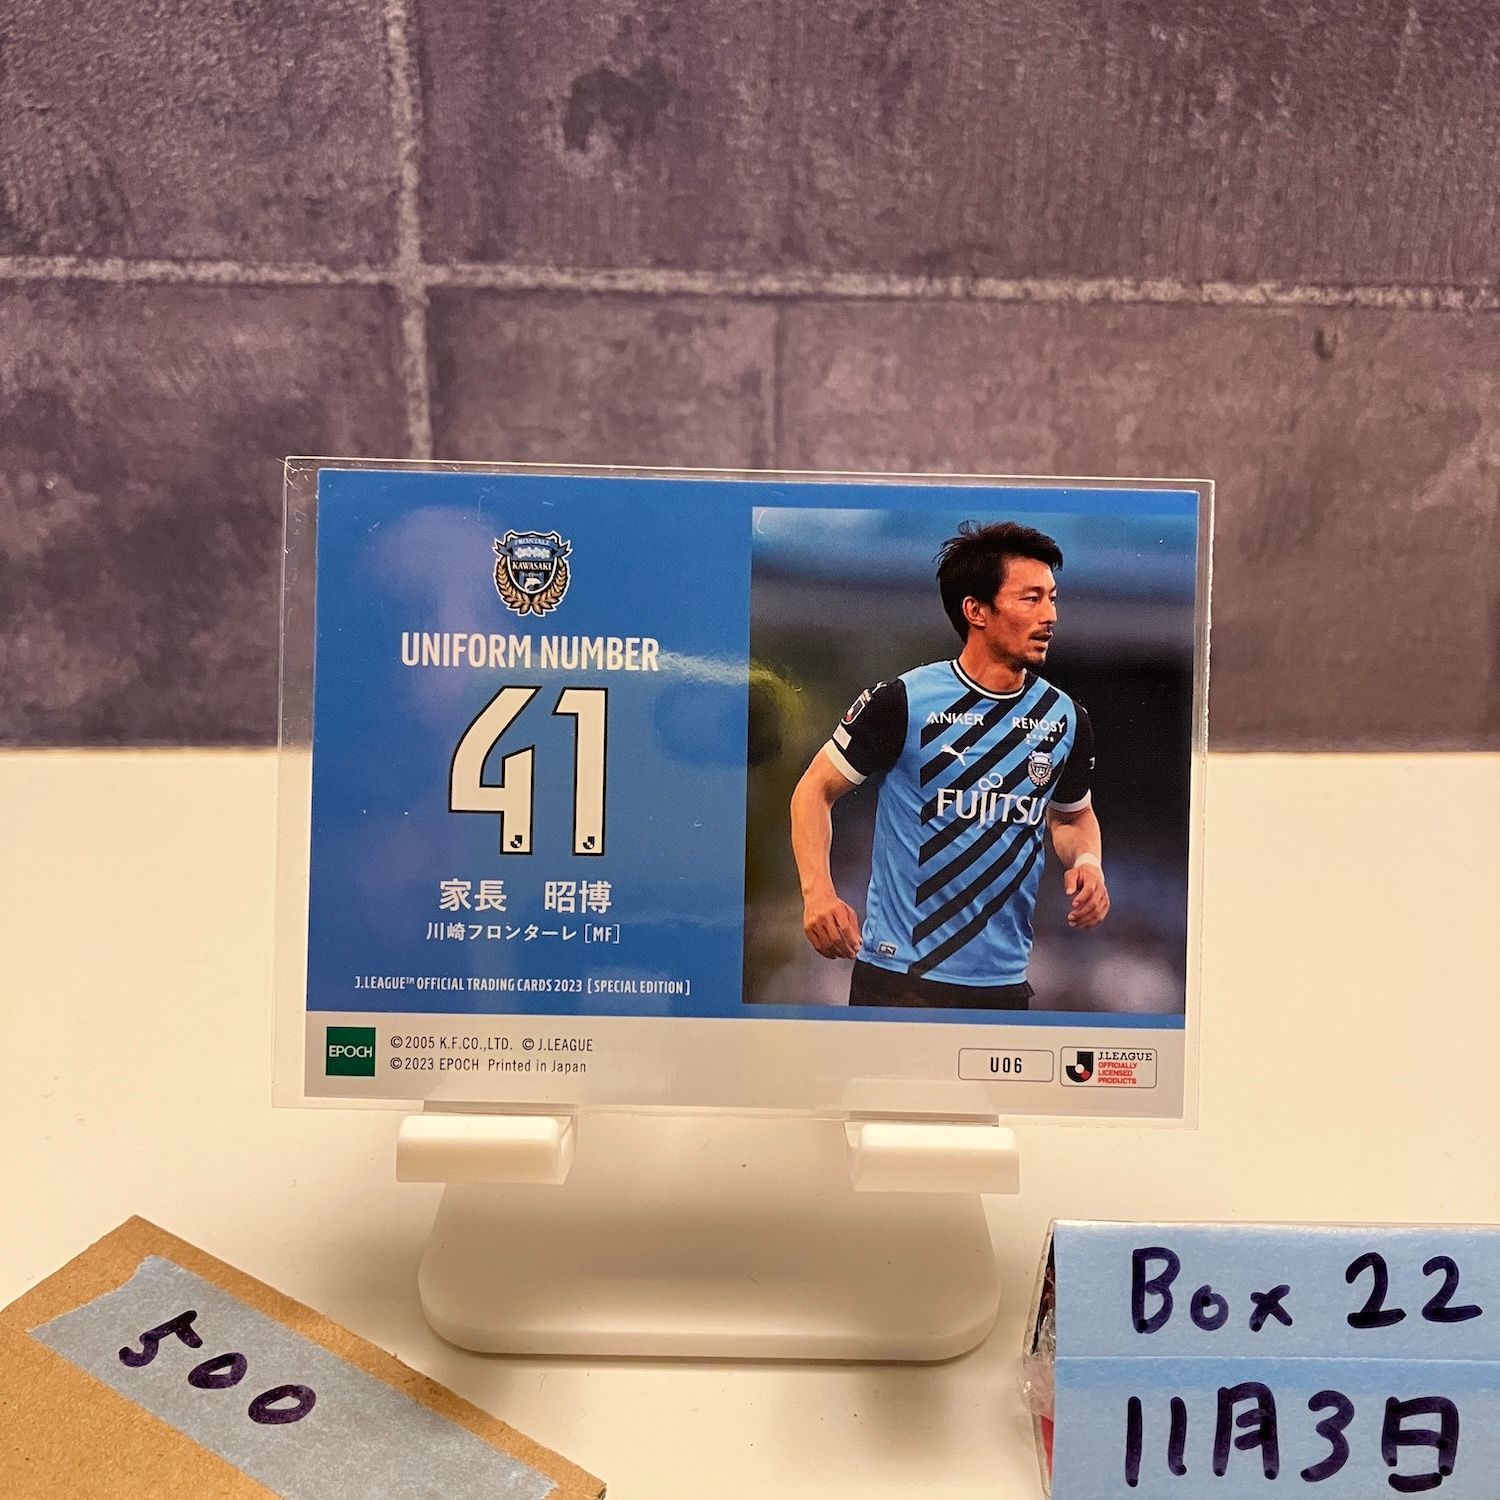 FRONTALE
KAWASAKI
UNIFORM NUMBER
41
家長 昭博
川崎フロンターレ [MF]
J.LEAGUE™ OFFICIAL TRADING CARDS 2023 [SPECIAL EDITION]
EPOCH
©2005 K.F.CO.,LTD. ©J.LEAGUE
©2023 EPOCH Printed in Japan
ANKER
RENOSY
FUJITSU
U06
J.LEAGUE
OFFICIALLY
LICENSED
PRODUCTS
500
Box 22
11月3日